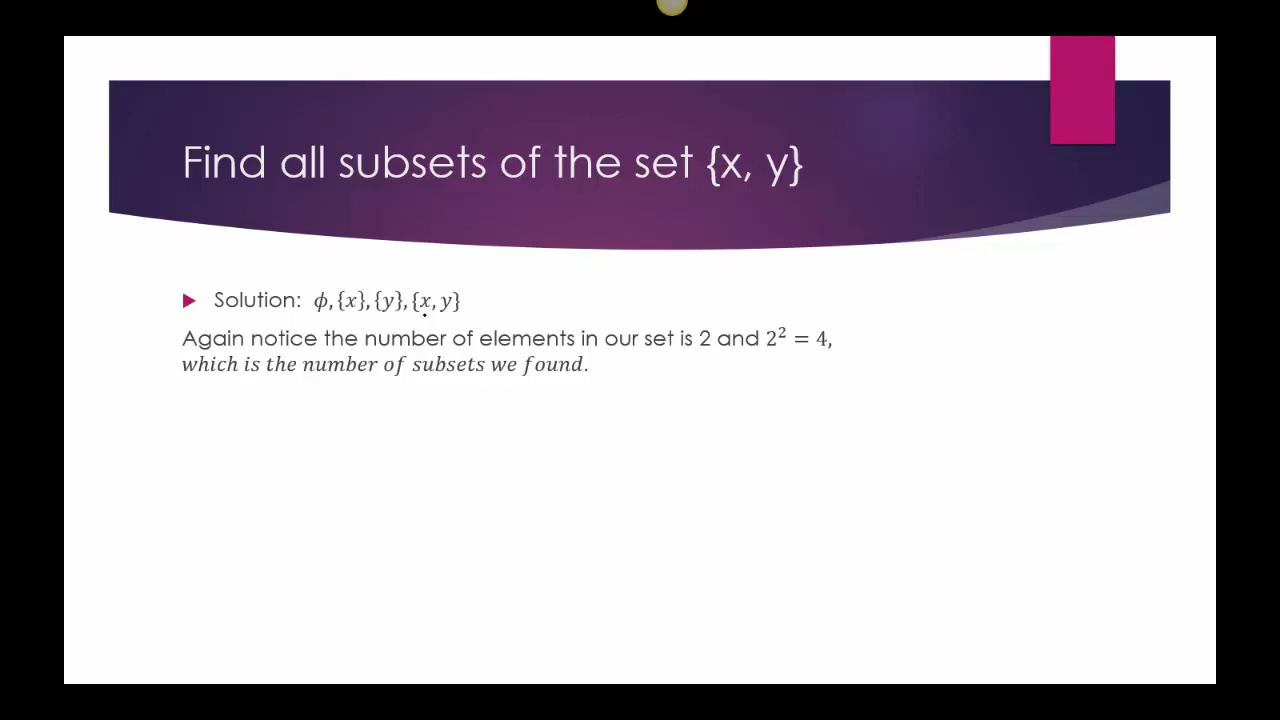 Find all subsets of the set {x, y}
Solution: ϕ, {x}, {y}, {x, y}
Again notice the number of elements in our set is 2 and 2² = 4,
which is the number of subsets we found.